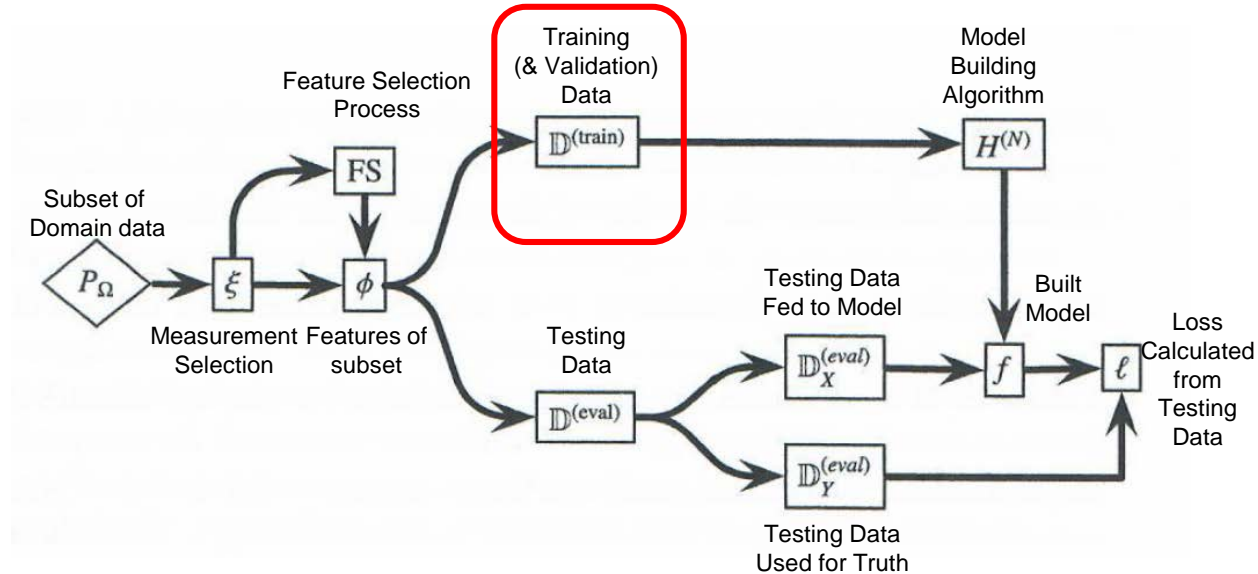 Training
(& Validation)
Data
𝔻(train)
Model
Building
Algorithm
H(N)
Feature Selection
Process
FS
Subset of
Domain data
PΩ
ξ
Measurement
Selection
ϕ
Features of
subset
Testing
Data
𝔻(eval)
Testing Data
Fed to Model
𝔻X(eval)
Built
Model
f
ℓ
Loss
Calculated
from
Testing
Data
𝔻Y(eval)
Testing Data
Used for Truth